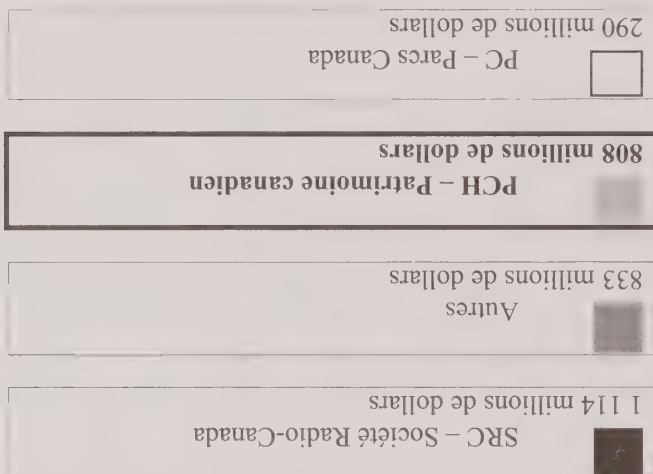 SRC – Société Radio-Canada
1 114 millions de dollars
Autres
833 millions de dollars
PCH – Patrimoine canadien
808 millions de dollars
PC – Parcs Canada
290 millions de dollars